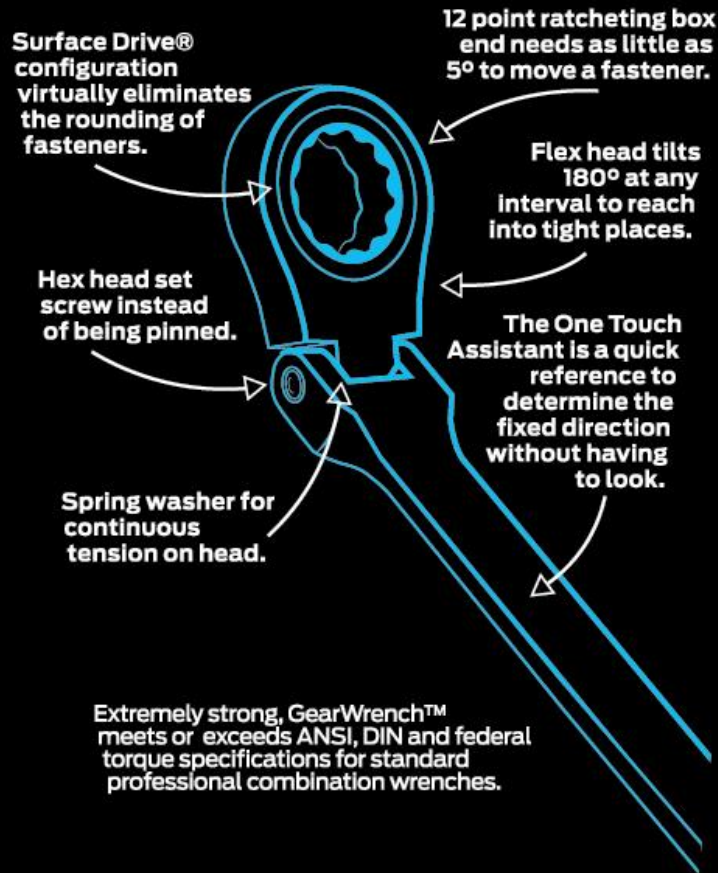 Surface Drive®
configuration
virtually eliminates
the rounding of
fasteners.
12 point ratcheting box
end needs as little as
5º to move a fastener.
Flex head tilts
180º at any
interval to reach
into tight places.
Hex head set
screw instead
of being pinned.
The One Touch
Assistant is a quick
reference to
determine the
fixed direction
without having
to look.
Spring washer for
continuous
tension on head.
Extremely strong, GearWrench™
meets or exceeds ANSI, DIN and federal
torque specifications for standard
professional combination wrenches.